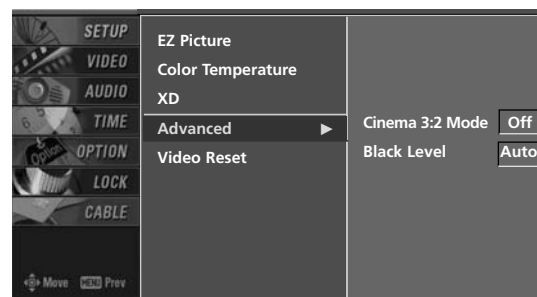 SETUP
VIDEO
AUDIO
TIME
OPTION
LOCK
CABLE
Move MENU Prev
EZ Picture
Color Temperature
XD
Advanced ►
Video Reset
Cinema 3:2 Mode Off
Black Level Auto